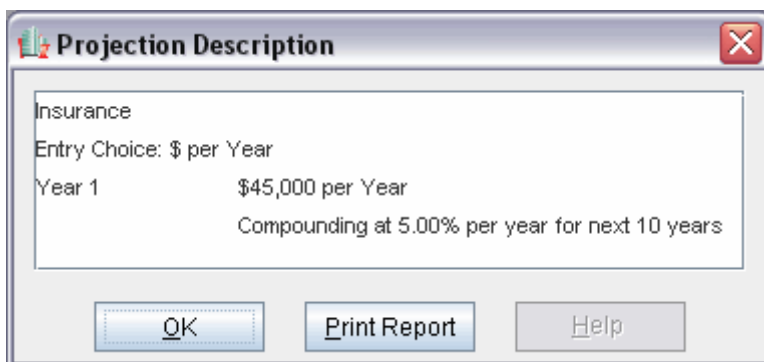 Projection Description
Insurance
Entry Choice: $ per Year
Year 1 $45,000 per Year
Compounding at 5.00% per year for next 10 years
OK Print Report Help